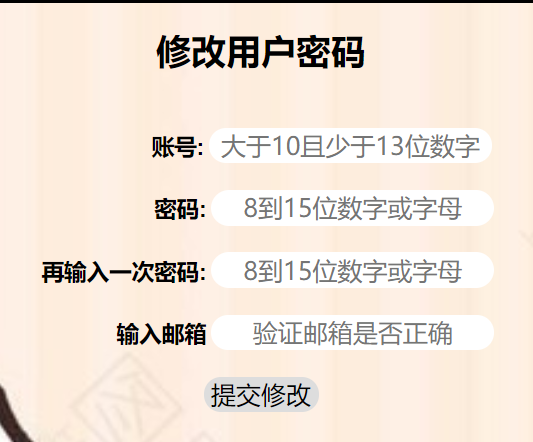 修改用户密码
账号: 大于10且少于13位数字
密码: 8到15位数字或字母
再输入一次密码: 8到15位数字或字母
输入邮箱 验证邮箱是否正确
提交修改